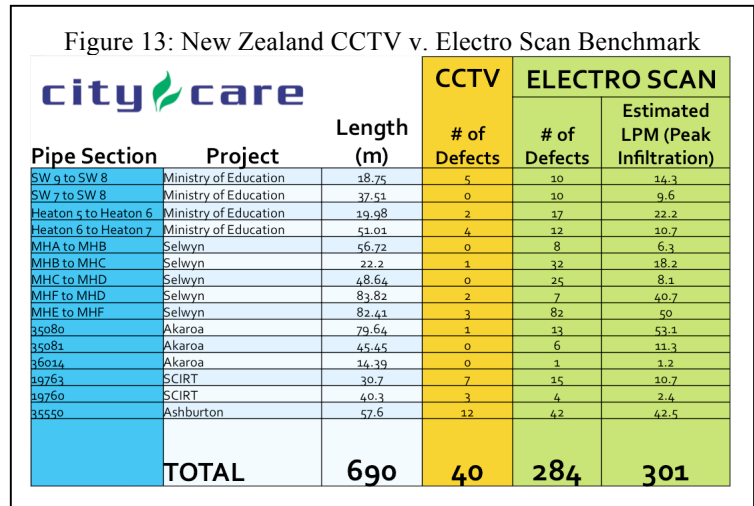 Figure 13: New Zealand CCTV v. Electro Scan Benchmark
city care
CCTV ELECTRO SCAN
Pipe Section Project Length (m) # of Defects # of Defects Estimated LPM (Peak Infiltration)
SW 9 to SW 8 Ministry of Education 18.75 5 10 14.3
SW 7 to SW 8 Ministry of Education 37.51 0 10 9.6
Heaton 5 to Heaton 6 Ministry of Education 19.98 2 17 22.2
Heaton 6 to Heaton 7 Ministry of Education 51.01 4 12 10.7
MHA to MHB Selwyn 56.72 0 8 6.3
MHB to MHC Selwyn 22.2 1 32 18.2
MHC to MHD Selwyn 48.64 0 25 8.1
MHF to MHD Selwyn 83.82 2 7 40.7
MHE to MHF Selwyn 82.41 3 82 50
35080 Akaroa 79.64 1 13 53.1
35081 Akaroa 45.45 0 6 11.3
36014 Akaroa 14.39 0 1 1.2
19763 SCIRT 30.7 7 15 10.7
19760 SCIRT 40.3 3 4 2.4
35550 Ashburton 57.6 12 42 42.5
TOTAL 690 40 284 301